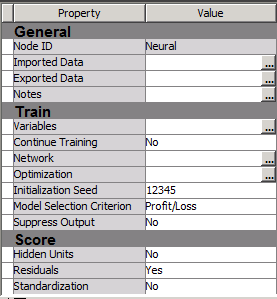 Property Value
General
Node ID Neural
Imported Data ...
Exported Data ...
Notes ...
Train
Variables ...
Continue Training No
Network ...
Optimization ...
Initialization Seed 12345
Model Selection Criterion Profit/Loss
Suppress Output No
Score
Hidden Units No
Residuals Yes
Standardization No